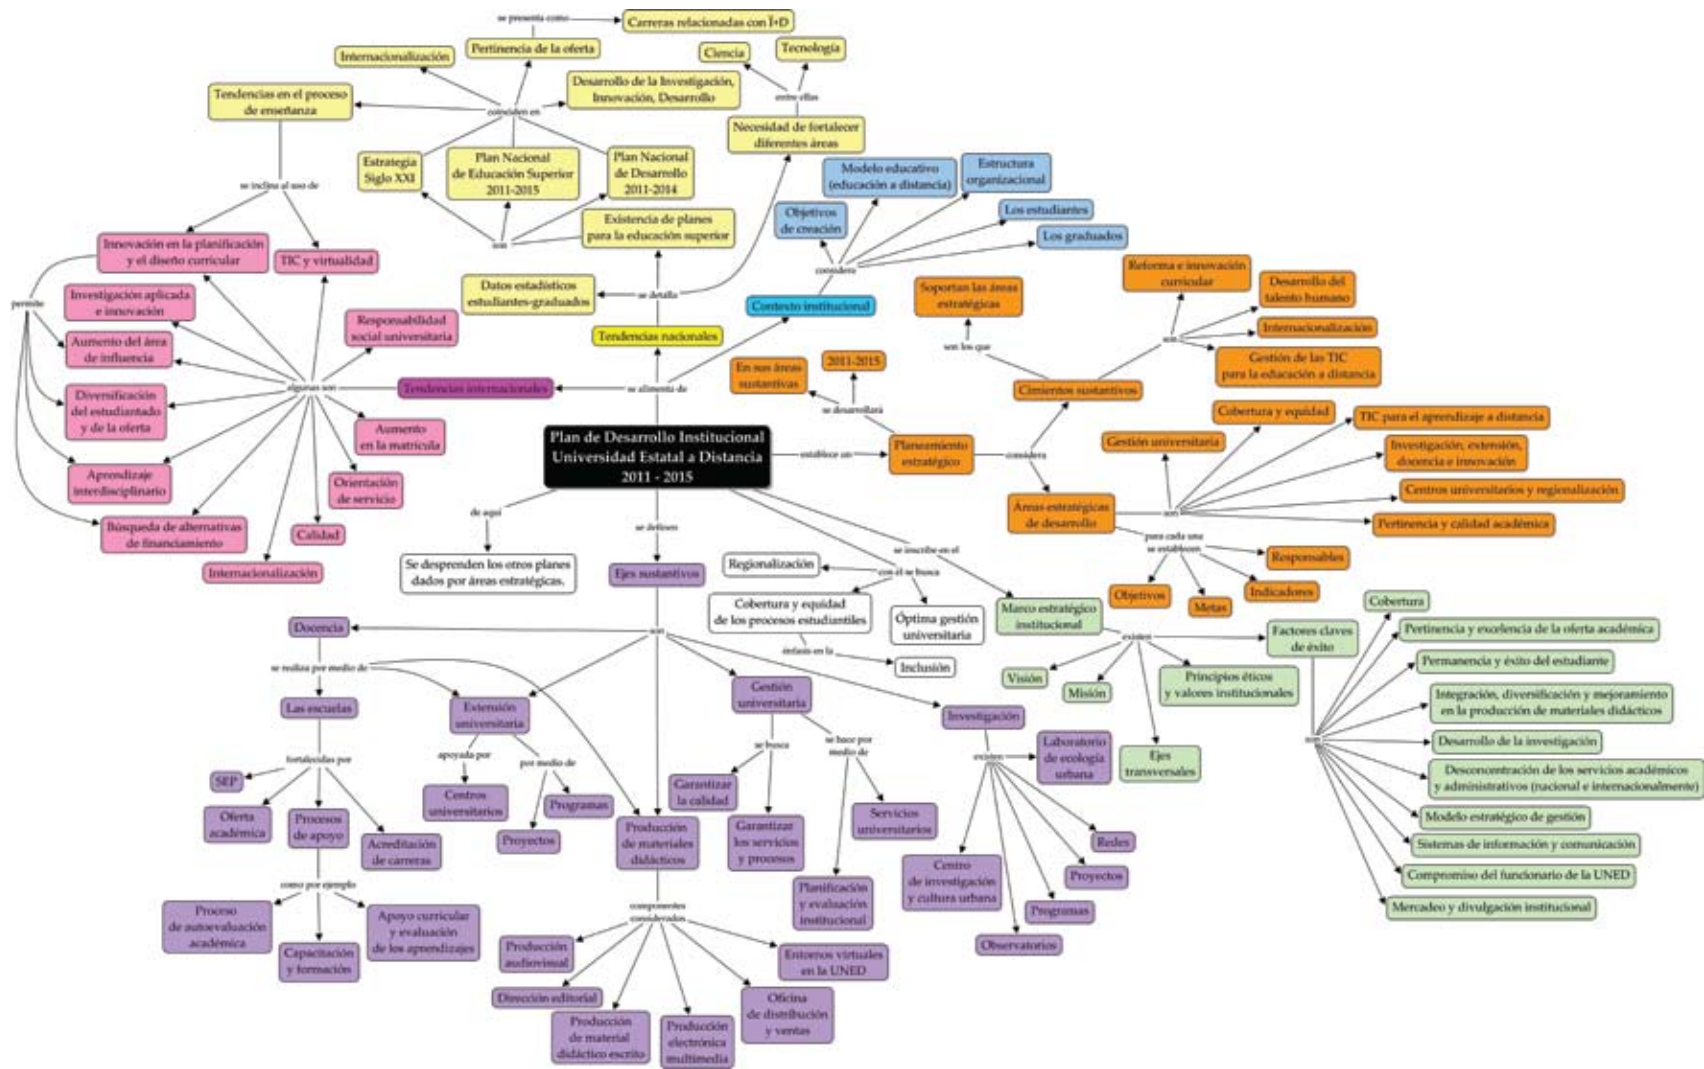 se presenta como
Carreras relacionadas con I+D
Internacionalización
Pertinencia de la oferta
Ciencia
Tecnología
Tendencias en el proceso
de enseñanza
Desarrollo de la Investigación,
Innovación, Desarrollo
coinciden en
entre ellas
Necesidad de fortalecer
diferentes áreas
Estrategia
Siglo XXI
Plan Nacional
de Educación Superior
2011-2015
Plan Nacional
de Desarrollo
2011-2014
se inclina al uso de
son
Existencia de planes
para la educación superior
Datos estadísticos
estudiantes-graduados
se detalla
Tendencias nacionales
Modelo educativo
(educación a distancia)
Estructura
organizacional
Objetivos
de creación
Los estudiantes
Los graduados
considera
Contexto institucional
Innovación en la planificación
y el diseño curricular
TIC y virtualidad
permite
Investigación aplicada
e innovación
Responsabilidad
social universitaria
Aumento del área
de influencia
algunas son
Tendencias internacionales
se alimenta de
Diversificación
del estudiantado
y de la oferta
Aumento
en la matrícula
Aprendizaje
interdisciplinario
Orientación
de servicio
Búsqueda de alternativas
de financiamiento
Calidad
Internacionalización
Plan de Desarrollo Institucional
Universidad Estatal a Distancia
2011 - 2015
establece un
Planeamiento
estratégico
se desarrollará
En sus áreas
sustantivas
2011-2015
considera
Soportan las áreas
estratégicas
son los que
Cimientos sustantivos
son
Reforma e innovación
curricular
Desarrollo del
talento humano
Internacionalización
Gestión de las TIC
para la educación a distancia
Áreas estratégicas
de desarrollo
son
Gestión universitaria
Cobertura y equidad
TIC para el aprendizaje a distancia
Investigación, extensión,
docencia e innovación
Centros universitarios y regionalización
Pertinencia y calidad académica
para cada una
se establecen
Responsables
Indicadores
Metas
Objetivos
de aquí
Se desprenden los otros planes
dados por áreas estratégicas.
se definen
Ejes sustantivos
con él se busca
Regionalización
Cobertura y equidad
de los procesos estudiantiles
Óptima gestión
universitaria
énfasis en la
Inclusión
se inscribe en el
Marco estratégico
institucional
existen
Visión
Misión
Principios éticos
y valores institucionales
Ejes
transversales
Factores claves
de éxito
son
Cobertura
Pertinencia y excelencia de la oferta académica
Permanencia y éxito del estudiante
Integración, diversificación y mejoramiento
en la producción de materiales didácticos
Desarrollo de la investigación
Desconcentración de los servicios académicos
y administrativos (nacional e internacionalmente)
Modelo estratégico de gestión
Sistemas de información y comunicación
Compromiso del funcionario de la UNED
Mercadeo y divulgación institucional
son
Docencia
se realiza por medio de
Las escuelas
fortalecidas por
SEP
Oferta
académica
Procesos
de apoyo
Acreditación
de carreras
como por ejemplo
Proceso
de autoevaluación
académica
Capacitación
y formación
Apoyo curricular
y evaluación
de los aprendizajes
Extensión
universitaria
apoyada por
Centros
universitarios
por medio de
Programas
Proyectos
Producción
de materiales
didácticos
componentes
considerados
Producción
audiovisual
Dirección editorial
Producción
de material
didáctico escrito
Producción
electrónica
multimedia
Oficina
de distribución
y ventas
Entornos virtuales
en la UNED
Gestión
universitaria
se busca
Garantizar
la calidad
Garantizar
los servicios
y procesos
se hace por
medio de
Planificación
y evaluación
institucional
Servicios
universitarios
Investigación
existen
Laboratorio
de ecología
urbana
Centro
de investigación
y cultura urbana
Observatorios
Programas
Proyectos
Redes